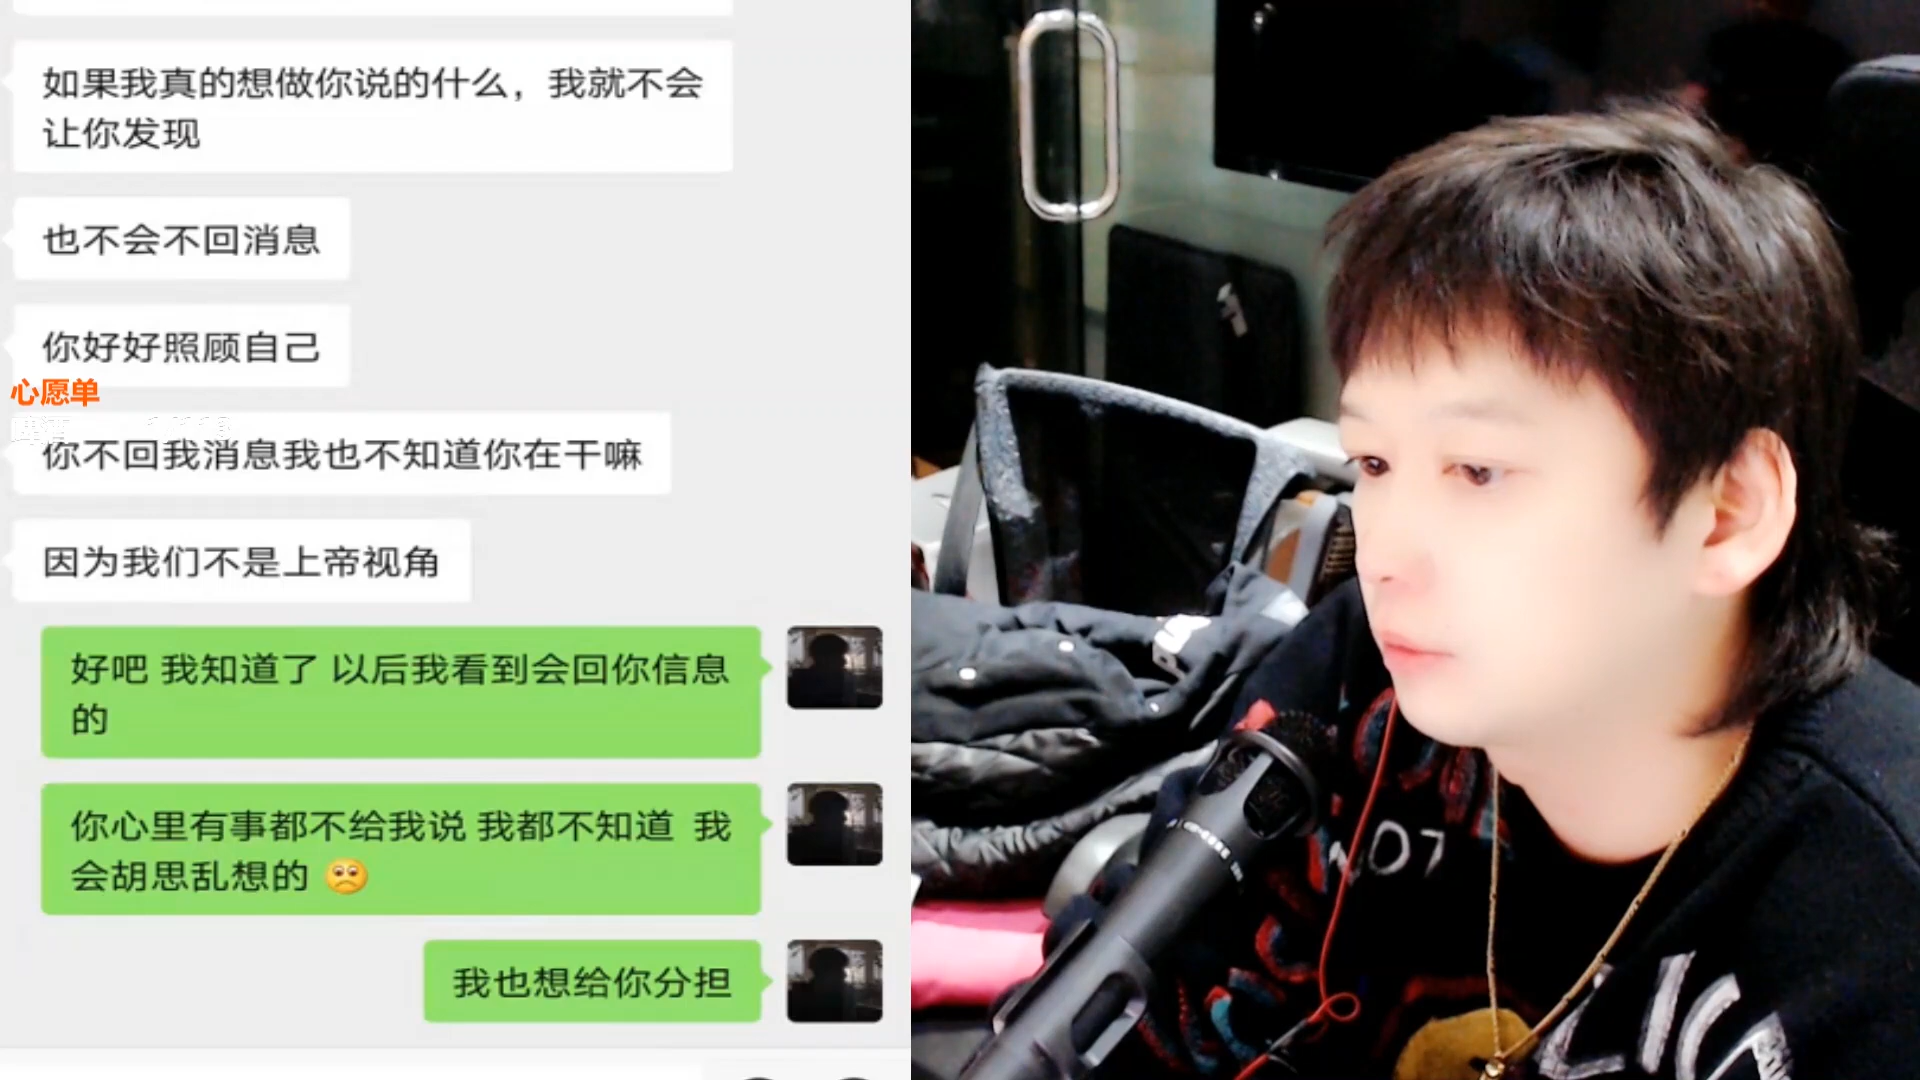 如果我真的想做你说的什么，我就不会
让你发现
也不会不回消息
你好好照顾自己
心愿单
你不回我消息我也不知道你在干嘛
因为我们不是上帝视角
好吧 我知道了 以后我看到会回你信息
的
你心里有事都不给我说 我都不知道 我
会胡思乱想的
我也想给你分担